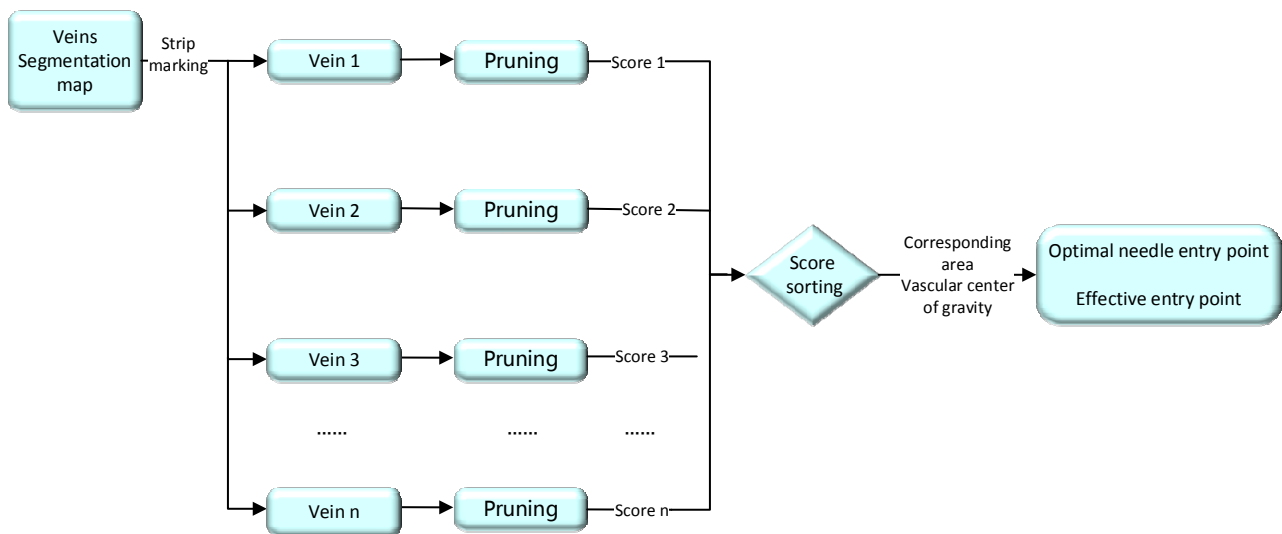 Veins
Segmentation
map
Strip
marking
Vein 1
Pruning
Score 1
Vein 2
Pruning
Score 2
Vein 3
Pruning
Score 3
......
......
......
Vein n
Pruning
Score n
Score
sorting
Corresponding
area
Vascular center
of gravity
Optimal needle entry point
Effective entry point